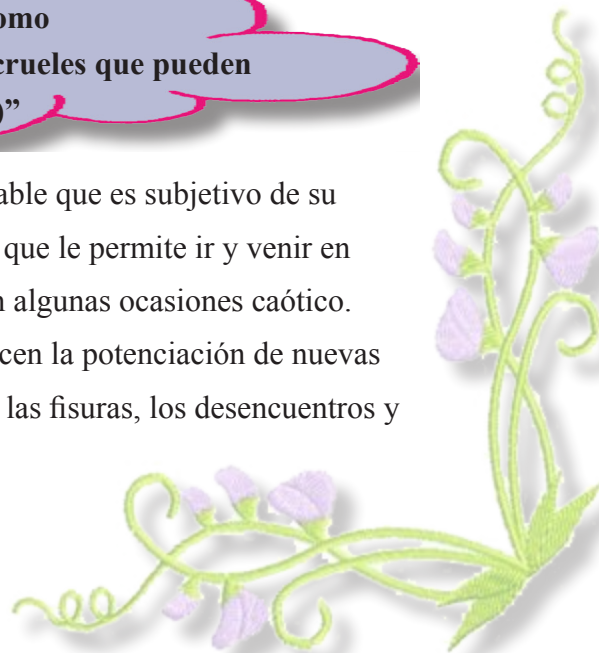 omo
crueles que pueden
)”
able que es subjetivo de su
que le permite ir y venir en
n algunas ocasiones caótico.
cen la potenciación de nuevas
las fisuras, los desencuentros y